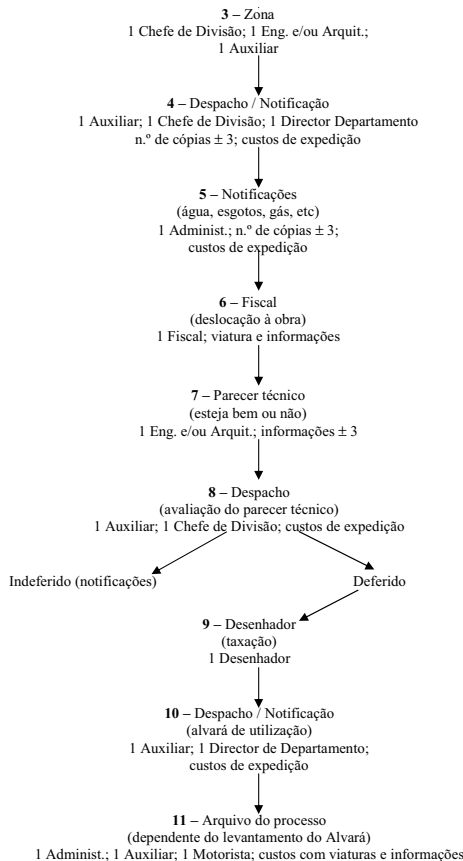 3 – Zona
1 Chefe de Divisão; 1 Eng. e/ou Arquit.;
1 Auxiliar
4 – Despacho / Notificação
1 Auxiliar; 1 Chefe de Divisão; 1 Director Departamento
n.º de cópias ± 3; custos de expedição
5 – Notificações
(água, esgotos, gás, etc)
1 Administ.; n.º de cópias ± 3;
custos de expedição
6 – Fiscal
(deslocação à obra)
1 Fiscal; viatura e informações
7 – Parecer técnico
(esteja bem ou não)
1 Eng. e/ou Arquit.; informações ± 3
8 – Despacho
(avaliação do parecer técnico)
1 Auxiliar; 1 Chefe de Divisão; custos de expedição
Indeferido (notificações) Deferido
9 – Desenhador
(taxação)
1 Desenhador
10 – Despacho / Notificação
(alvará de utilização)
1 Auxiliar; 1 Director de Departamento;
custos de expedição
11 – Arquivo do processo
(dependente do levantamento do Alvará)
1 Administ.; 1 Auxiliar; 1 Motorista; custos com viaturas e informações